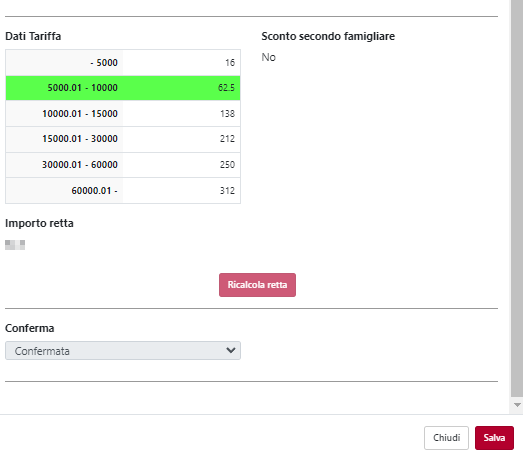 Dati Tariffa
Sconto secondo famigliare
No
- 5000 16
5000.01 - 10000 62.5
10000.01 - 15000 138
15000.01 - 30000 212
30000.01 - 60000 250
60000.01 - 312
Importo retta
Ricalcola retta
Conferma
Confermata
Chiudi
Salva